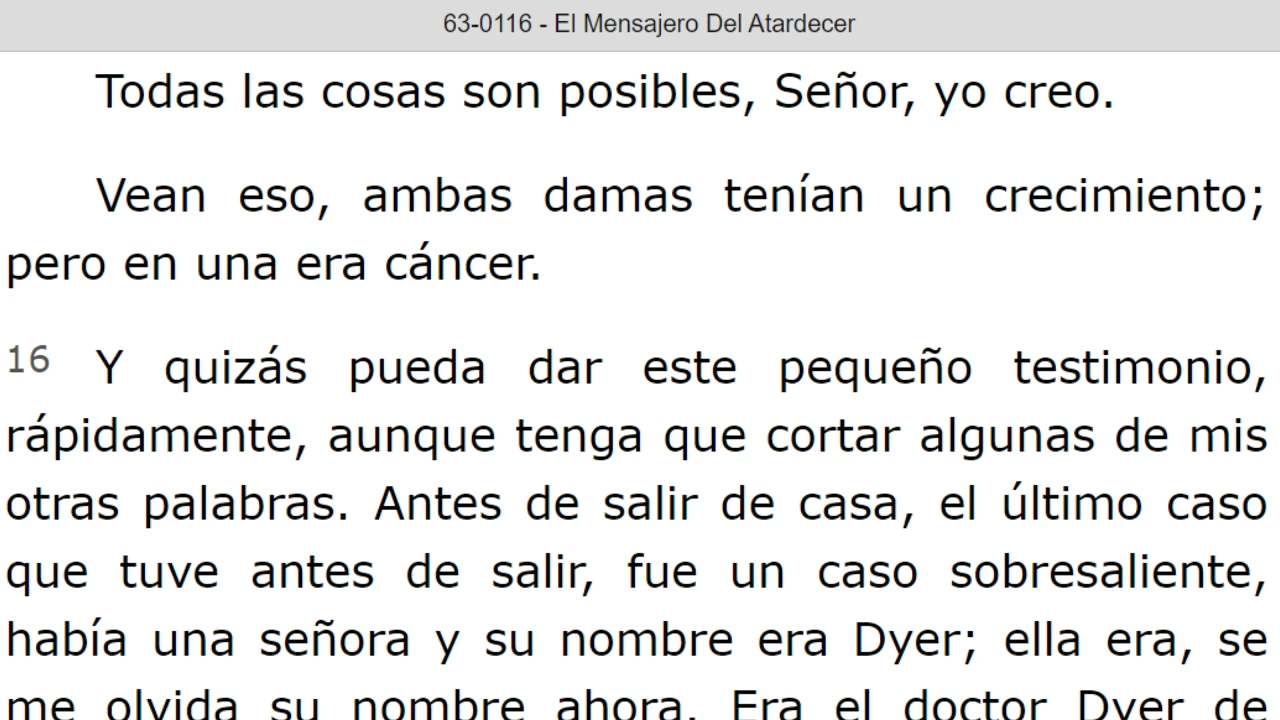 63-0116 - El Mensajero Del Atardecer
Todas las cosas son posibles, Señor, yo creo.
Vean eso, ambas damas tenían un crecimiento;
pero en una era cáncer.
16 Y quizás pueda dar este pequeño testimonio,
rápidamente, aunque tenga que cortar algunas de mis
otras palabras. Antes de salir de casa, el último caso
que tuve antes de salir, fue un caso sobresaliente,
había una señora y su nombre era Dyer; ella era, se
me olvida su nombre ahora. Era el doctor Dyer de